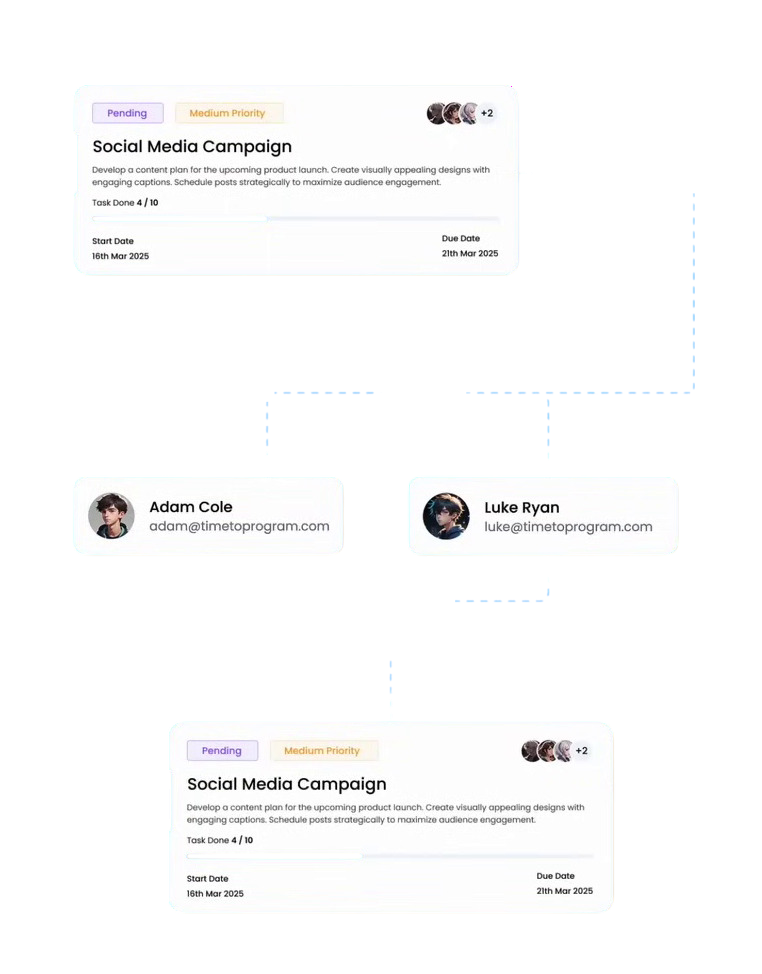 Pending
Medium Priority
+2
Social Media Campaign
Develop a content plan for the upcoming product launch. Create visually appealing designs with
engaging captions. Schedule posts strategically to maximize audience engagement.
Task Done 4 / 10
Start Date
Due Date
16th Mar 2025
21th Mar 2025
Adam Cole
adam@timetoprogram.com
Luke Ryan
luke@timetoprogram.com
Pending
Medium Priority
+2
Social Media Campaign
Develop a content plan for the upcoming product launch. Create visually appealing designs with
engaging captions. Schedule posts strategically to maximize audience engagement.
Task Done 4 / 10
Start Date
Due Date
16th Mar 2025
21th Mar 2025